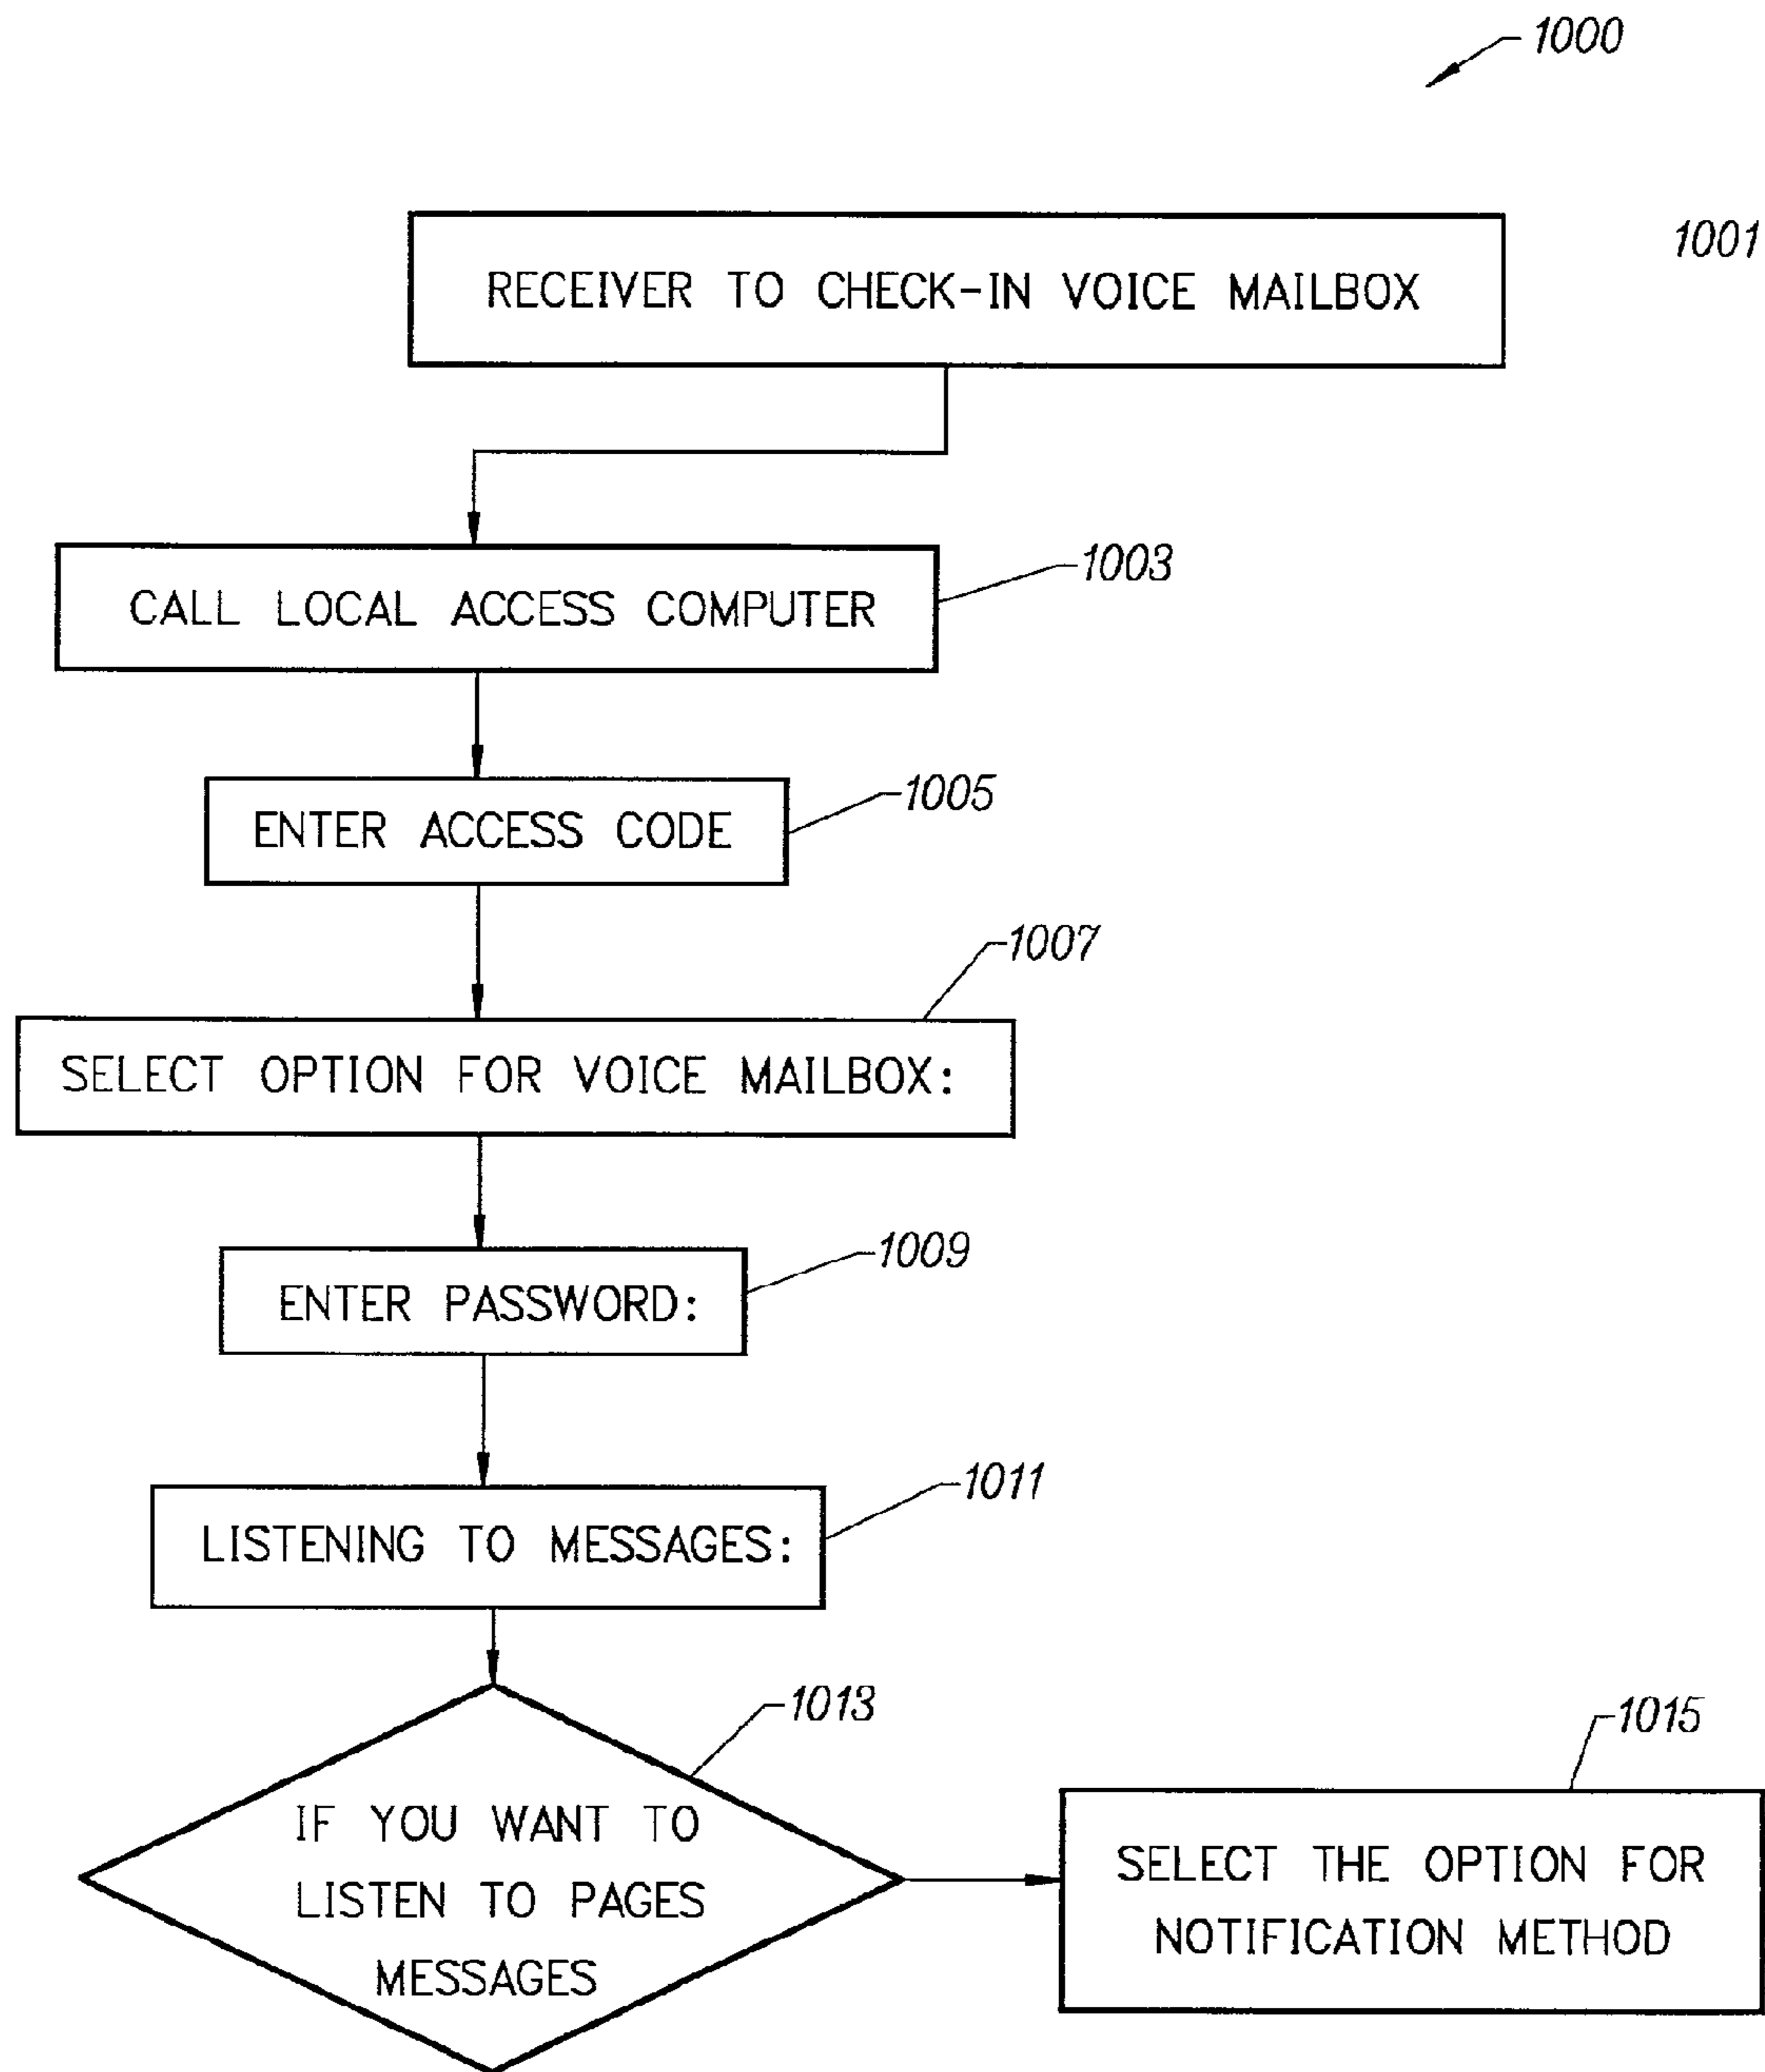 1000
1001
RECEIVER TO CHECK-IN VOICE MAILBOX
1003
CALL LOCAL ACCESS COMPUTER
1005
ENTER ACCESS CODE
1007
SELECT OPTION FOR VOICE MAILBOX:
1009
ENTER PASSWORD:
1011
LISTENING TO MESSAGES:
1013
IF YOU WANT TO
LISTEN TO PAGES
MESSAGES
1015
SELECT THE OPTION FOR
NOTIFICATION METHOD